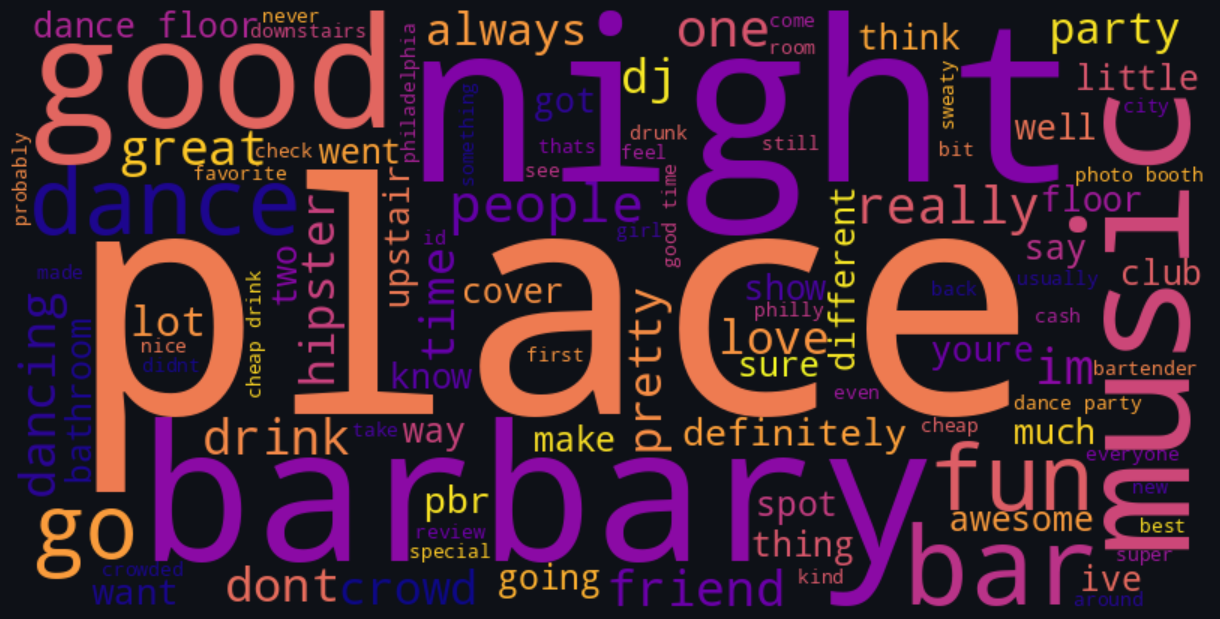 dance floor
never
downstairs
good
always
night
one
come
room
think
party
dj
little
city
philadelphia
something
got
sweaty
well
music
great
check
went
thats
drunk
feel
still
bit
probably
favorite
see
photo booth
dance
hipster
upstair
people
girl
good time
really
floor
id
different
say
made
two
time
place
usually
club
cheap drink
cover
show
back
dancing
lot
philly
cash
bathroom
nice
first
pretty
love
youre
didnt
know
sure
im
bartender
even
dance party
drink
take
way
make
definitely
cheap
much
barbary
fun
everyone
pbr
spot
new
go
review
special
thing
awesome
best
super
crowded
want
dont
crowd
going
friend
kind
bar
ive
around